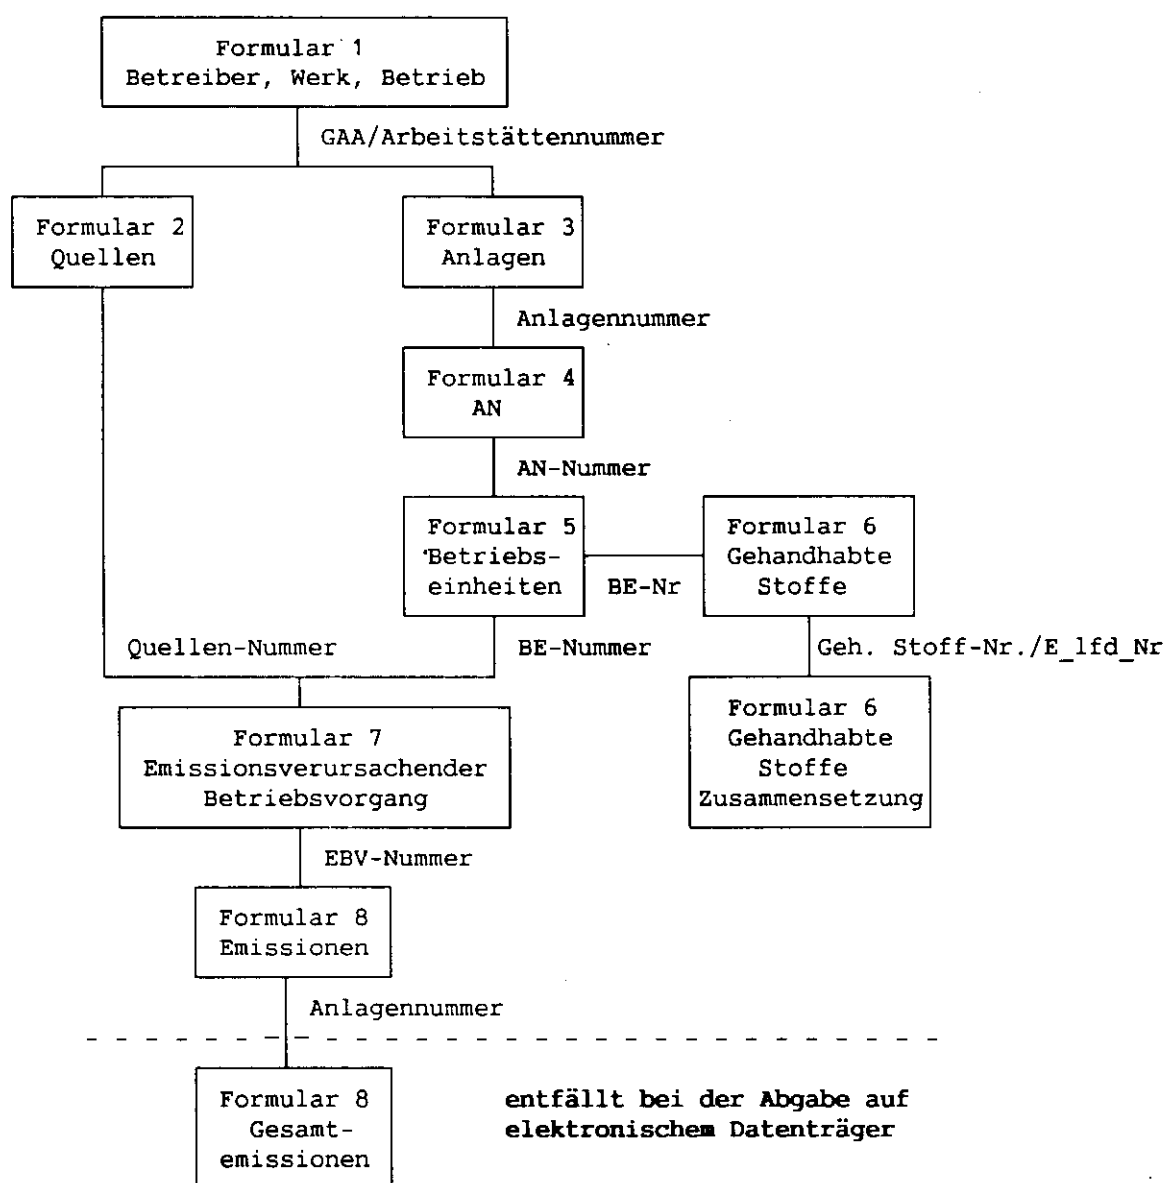 Formular 1
Betreiber, Werk, Betrieb
GAA/Arbeitstättennummer
Formular 2
Quellen
Formular 3
Anlagen
Anlagennummer
Formular 4
AN
AN-Nummer
Formular 5
Betriebs-
einheiten
BE-Nr
Formular 6
Gehandhabte
Stoffe
Quellen-Nummer
BE-Nummer
Geh. Stoff-Nr./E_lfd_Nr
Formular 6
Gehandhabte
Stoffe
Zusammensetzung
Formular 7
Emissionsverursachender
Betriebsvorgang
EBV-Nummer
Formular 8
Emissionen
Anlagennummer
Formular 8
Gesamt-
emissionen
entfällt bei der Abgabe auf
elektronischem Datenträger